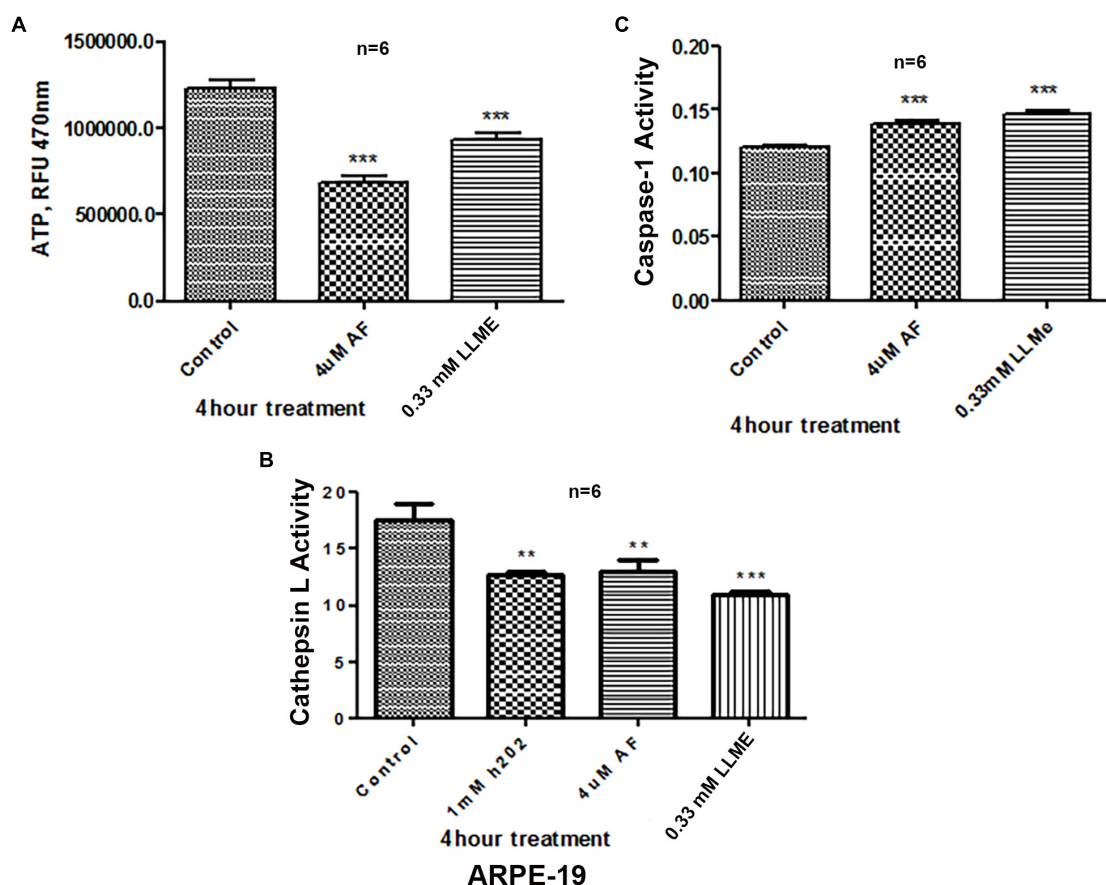 A
ATP, RFU 470nm
1500000.0
1000000.0
500000.0
0.0
n=6
***
***
Control
4uM AF
0.33 mM LLME
4hour treatment
C
Caspase-1 Activity
0.20
0.15
0.10
0.05
0.00
n=6
***
***
Control
4uM AF
0.33mM LLMe
4hour treatment
B
Cathepsin L Activity
20
15
10
5
0
n=6
**
**
***
Control
1mM h202
4uM AF
0.33 mM LLME
4hour treatment
ARPE-19